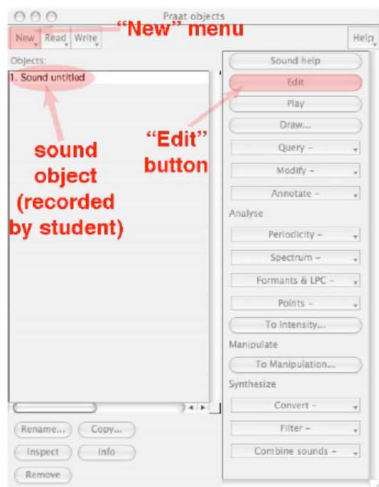 Praat objects
"New" menu
New Read Write Help
Objects:
1. Sound untitled
sound
object
(recorded
by student)
"Edit"
button
Sound help
Edit
Play
Draw...
Query -
Modify -
Annotate -
Analyse
Periodicity -
Spectrum -
Formants & LPC -
Points -
To Intensity...
Manipulate
To Manipulation...
Synthesize
Convert -
Filter -
Combine sounds -
Rename... Copy...
Inspect Info
Remove